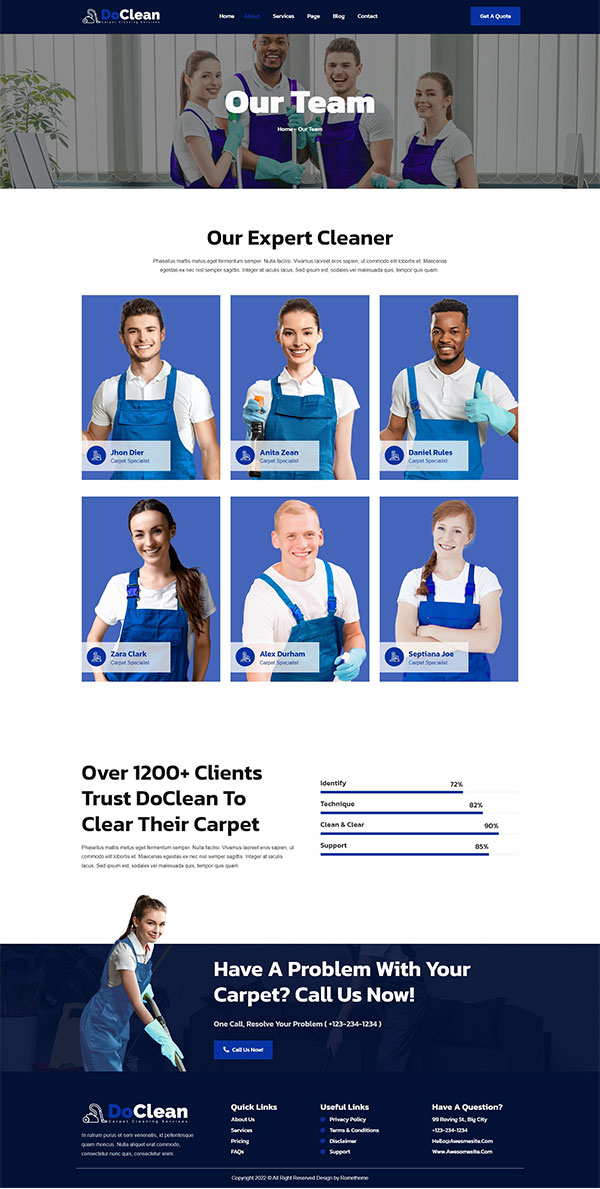 DoClean
Carpet Cleaning Services
Home About Services Page Blog Contact
Get A Quote
Our Team
Home - Our Team
Our Expert Cleaner
Phasellus mattis metus eget fermentum semper. Nulla facilisi. Vivamus laoreet eros sapien, ut commodo elit lobortis et. Maecenas
egestas ex nec nisl semper sagittis. Integer at iaculis lacus. Sed ipsum est, sodales vel malesuada quis, tempor quis quam.
Jhon Dier
Carpet Specialist
Anita Zean
Carpet Specialist
Daniel Rules
Carpet Specialist
Zara Clark
Carpet Specialist
Alex Durham
Carpet Specialist
Septiana Joe
Carpet Specialist
Over 1200+ Clients
Trust DoClean To
Clear Their Carpet
Phasellus mattis metus eget fermentum semper. Nulla facilisi. Vivamus laoreet eros sapien, ut
commodo elit lobortis et. Maecenas egestas ex nec nisl semper sagittis. Integer at iaculis
lacus. Sed ipsum est, sodales vel malesuada quis, tempor quis quam.
Identify 72%
Technique 82%
Clean & Clear 90%
Support 85%
Have A Problem With Your
Carpet? Call Us Now!
One Call, Resolve Your Problem ( +123-234-1234 )
Call Us Now!
DoClean
Carpet Cleaning Services
In rutrum purus et sem venenatis, id pellentesque
quam rhoncus. Nulla aliquet erat commodo,
consectetur nunc quis, consectetur enim.
Quick Links
About Us
Services
Pricing
FAQs
Useful Links
Privacy Policy
Terms & Conditions
Disclaimer
Support
Have A Question?
99 Roving St, Big City
+123-234-1234
Hello@Awesmesite.Com
Www.Awesomesite.Com
Copyright 2022 © All Right Reserved Design by Rometheme